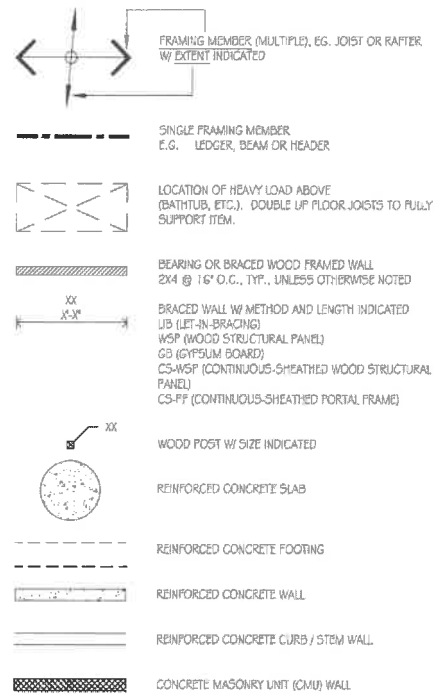 FRAMING MEMBER (MULTIPLE), EG. JOIST OR RAFTER
W/ EXTENT INDICATED
SINGLE FRAMING MEMBER
E.G. LEDGER, BEAM OR HEADER
LOCATION OF HEAVY LOAD ABOVE
(BATHTUB, ETC.). DOUBLE UP FLOOR JOISTS TO FULLY
SUPPORT ITEM.
BEARING OR BRACED WOOD FRAMED WALL
2X4 @ 16" O.C., TYP., UNLESS OTHERWISE NOTED
XX
X'-X"
BRACED WALL W/ METHOD AND LENGTH INDICATED
LIB (LET-IN-BRACING)
WSP (WOOD STRUCTURAL PANEL)
GB (GYPSUM BOARD)
CS-WSP (CONTINUOUS-SHEATHED WOOD STRUCTURAL
PANEL)
CS-PF (CONTINUOUS-SHEATHED PORTAL FRAME)
XX
WOOD POST W/ SIZE INDICATED
REINFORCED CONCRETE SLAB
REINFORCED CONCRETE FOOTING
REINFORCED CONCRETE WALL
REINFORCED CONCRETE CURB / STEM WALL
CONCRETE MASONRY UNIT (CMU) WALL